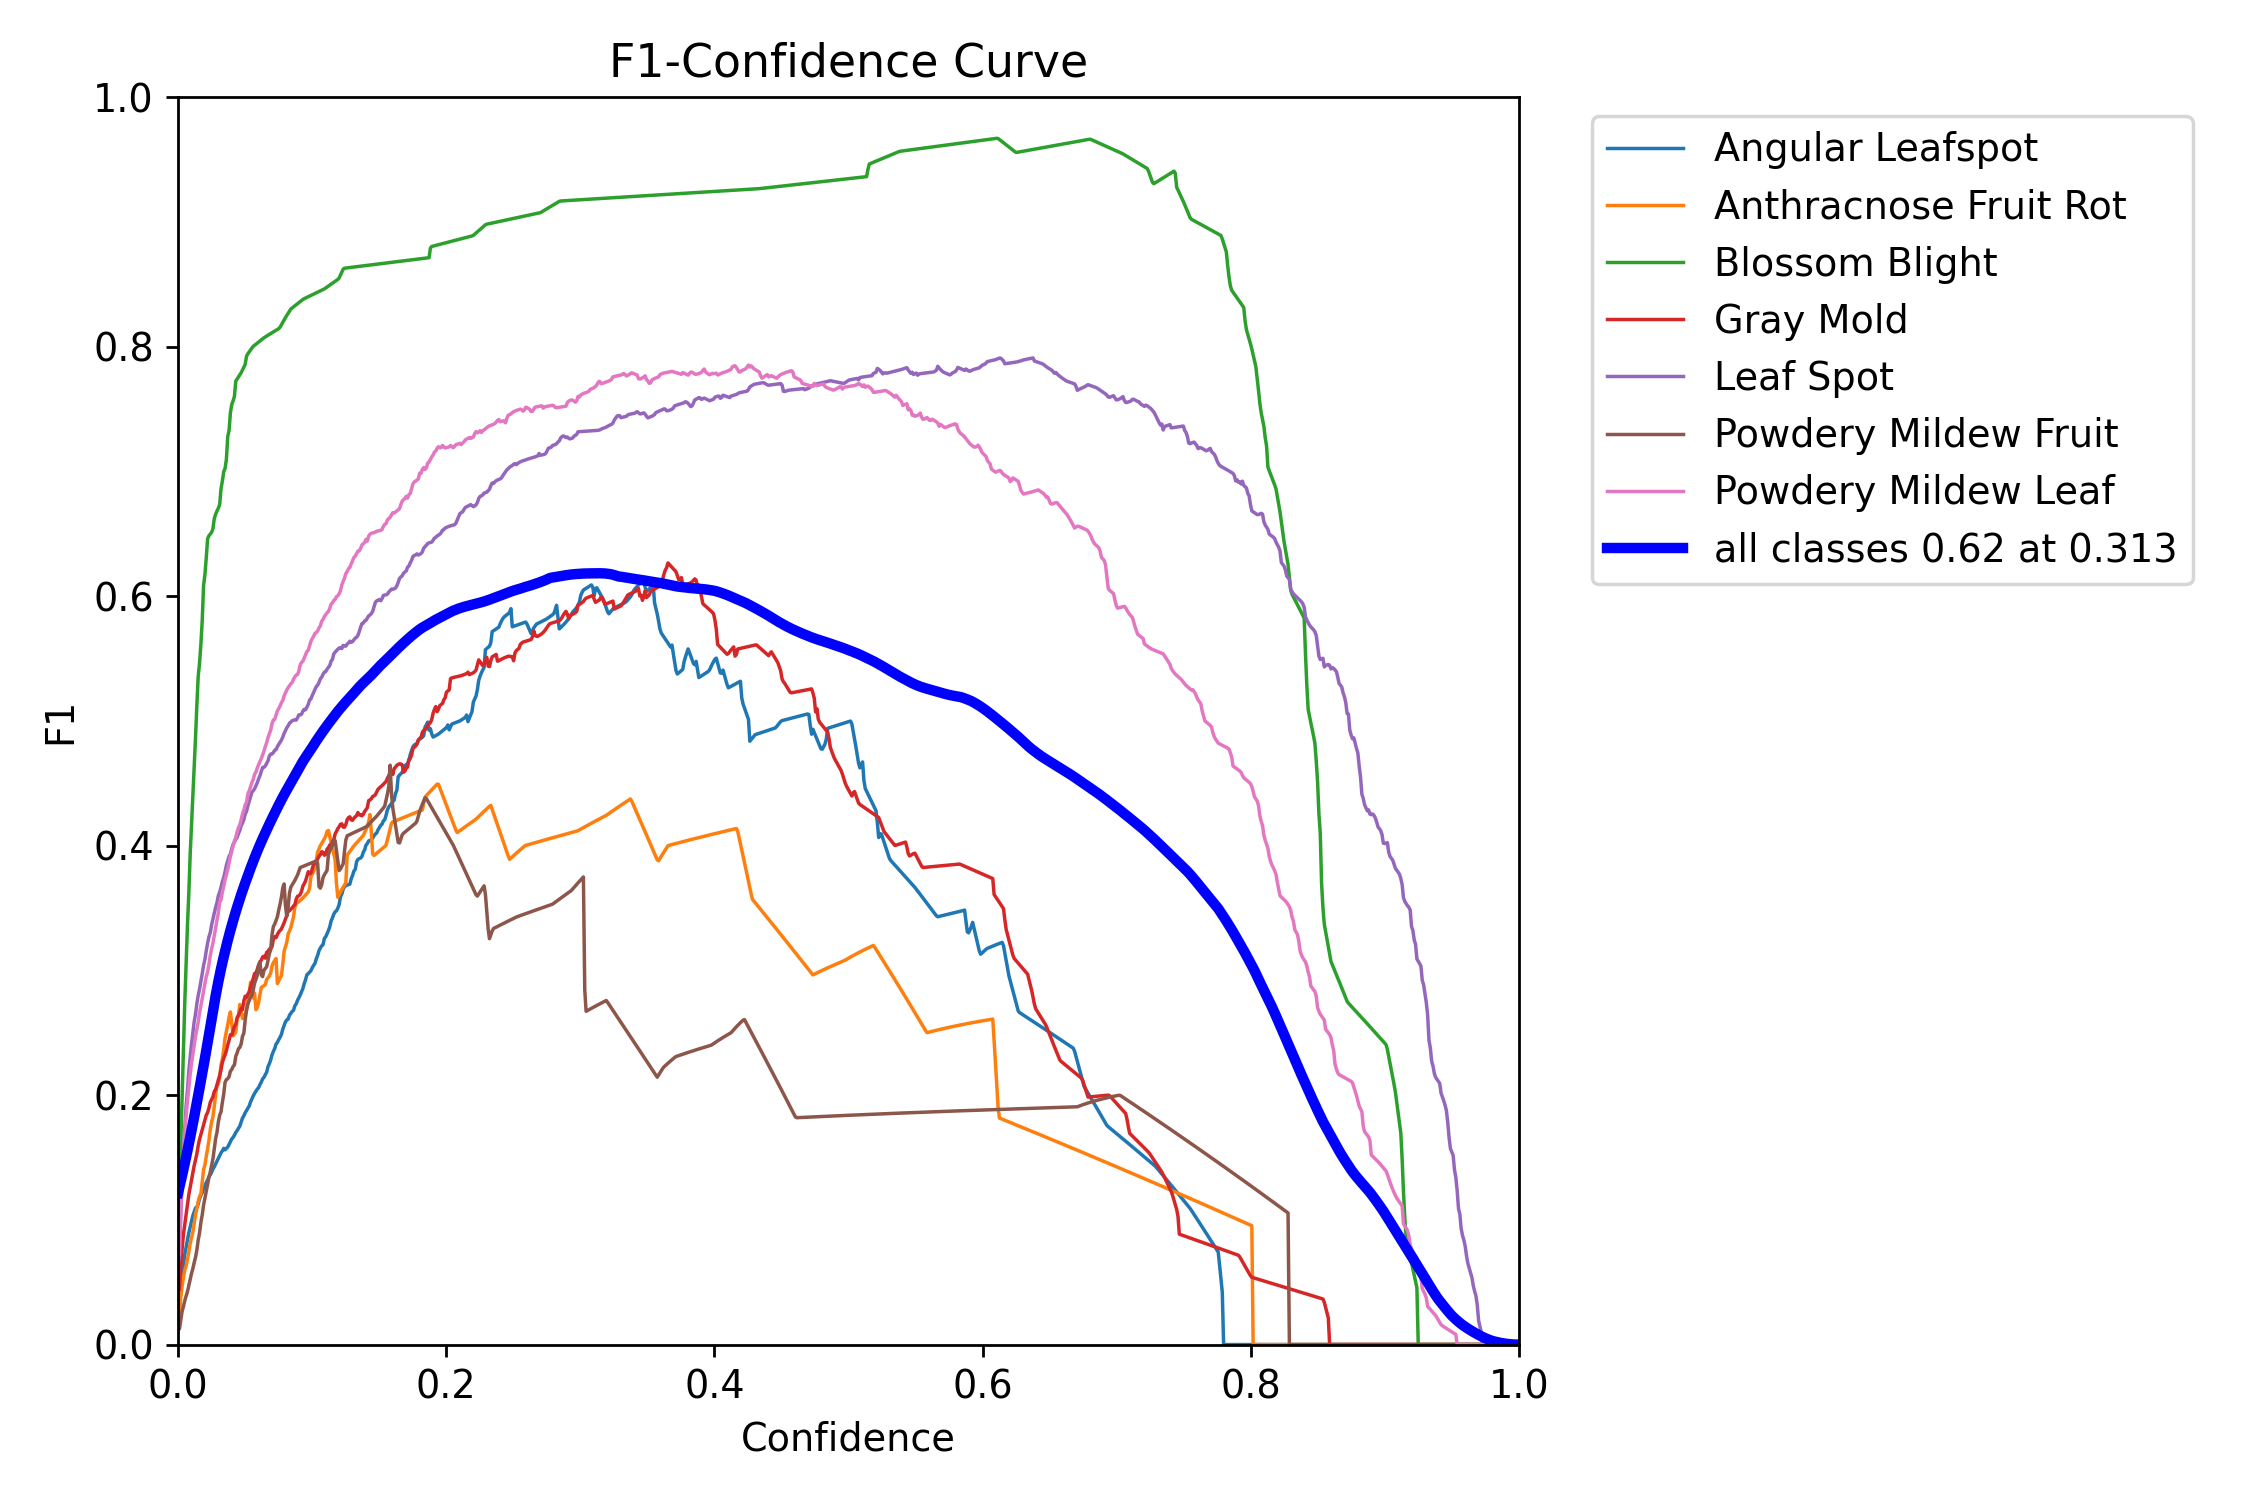 F1-Confidence Curve
1.0
0.8
0.6
0.4
0.2
0.0
F1
0.0 0.2 0.4 0.6 0.8 1.0
Confidence
Angular Leafspot
Anthracnose Fruit Rot
Blossom Blight
Gray Mold
Leaf Spot
Powdery Mildew Fruit
Powdery Mildew Leaf
all classes 0.62 at 0.313